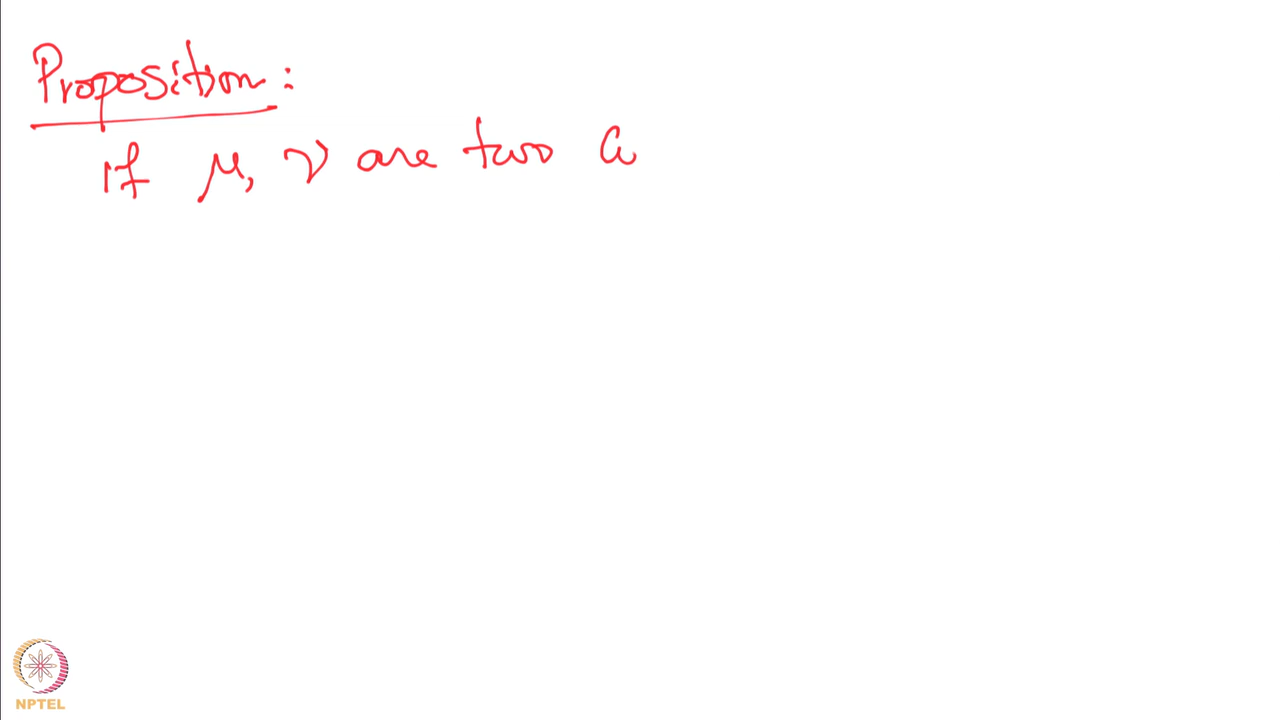 Proposition:
If μ, ν are two
NPTEL